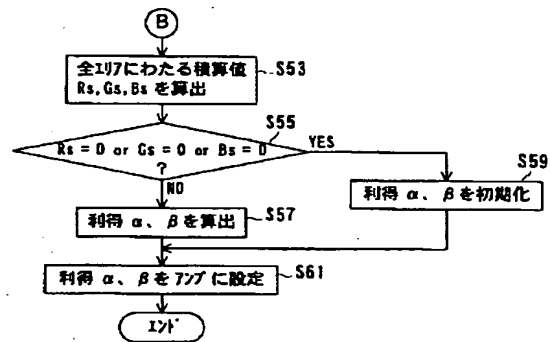 B
全ｴﾘｱにわたる積算値
Rs,Gs,Bs を算出
S53
S55
Rs = 0 or Gs = 0 or Bs = 0
?
YES
NO
S59
利得 α、β を初期化
利得 α、β を算出
S57
利得 α、β を ｱﾝﾌﾟ に設定
S61
ｴﾝﾄﾞ